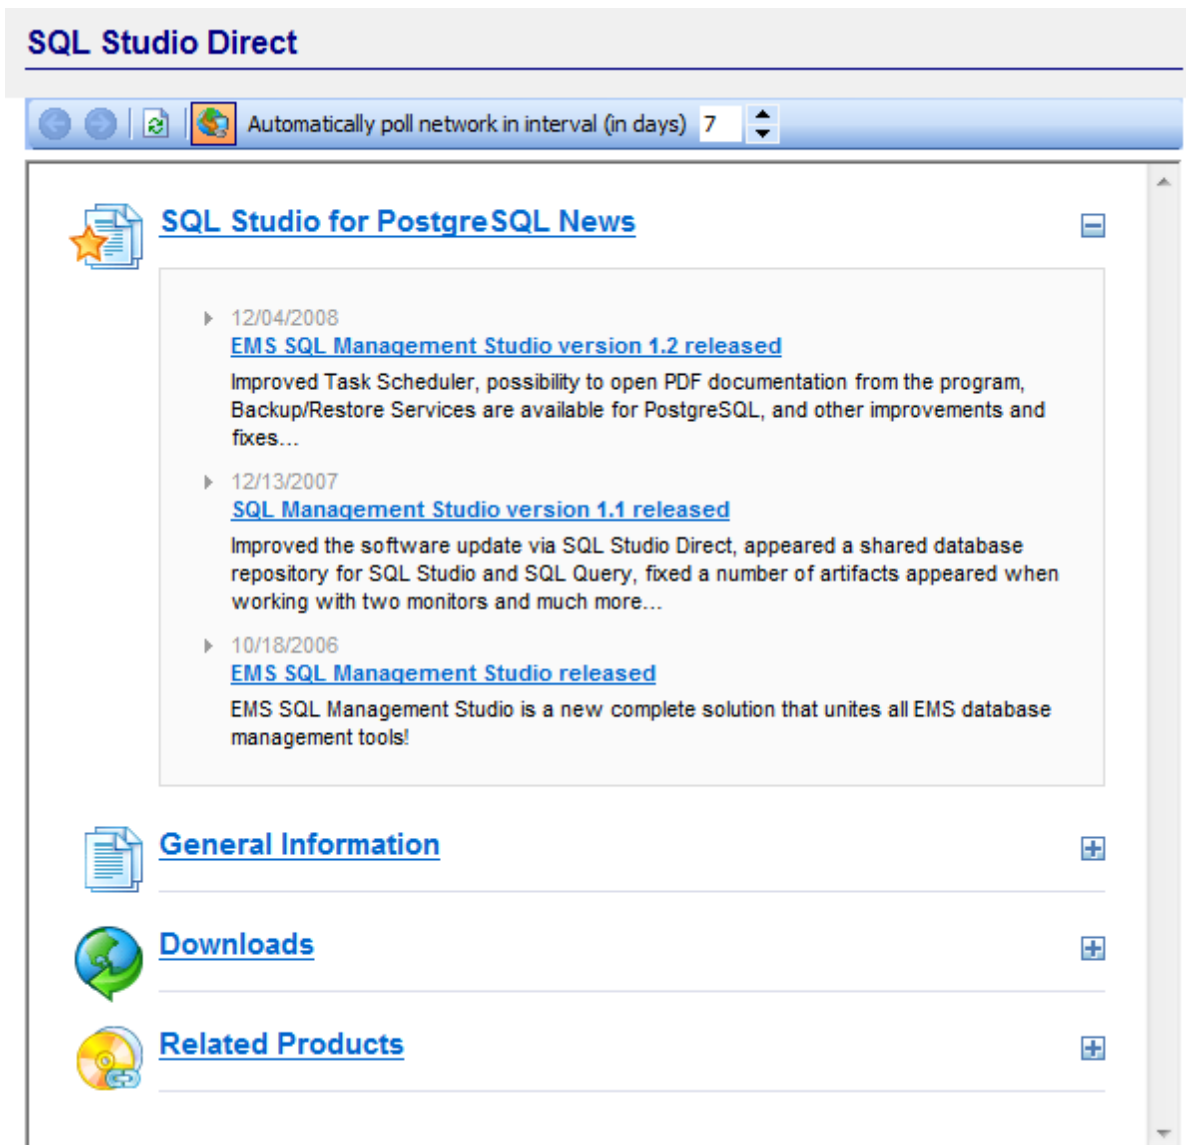 SQL Studio Direct
Automatically poll network in interval (in days) 7
SQL Studio for PostgreSQL News
12/04/2008
EMS SQL Management Studio version 1.2 released
Improved Task Scheduler, possibility to open PDF documentation from the program,
Backup/Restore Services are available for PostgreSQL, and other improvements and
fixes...
12/13/2007
SQL Management Studio version 1.1 released
Improved the software update via SQL Studio Direct, appeared a shared database
repository for SQL Studio and SQL Query, fixed a number of artifacts appeared when
working with two monitors and much more...
10/18/2006
EMS SQL Management Studio released
EMS SQL Management Studio is a new complete solution that unites all EMS database
management tools!
General Information
Downloads
Related Products